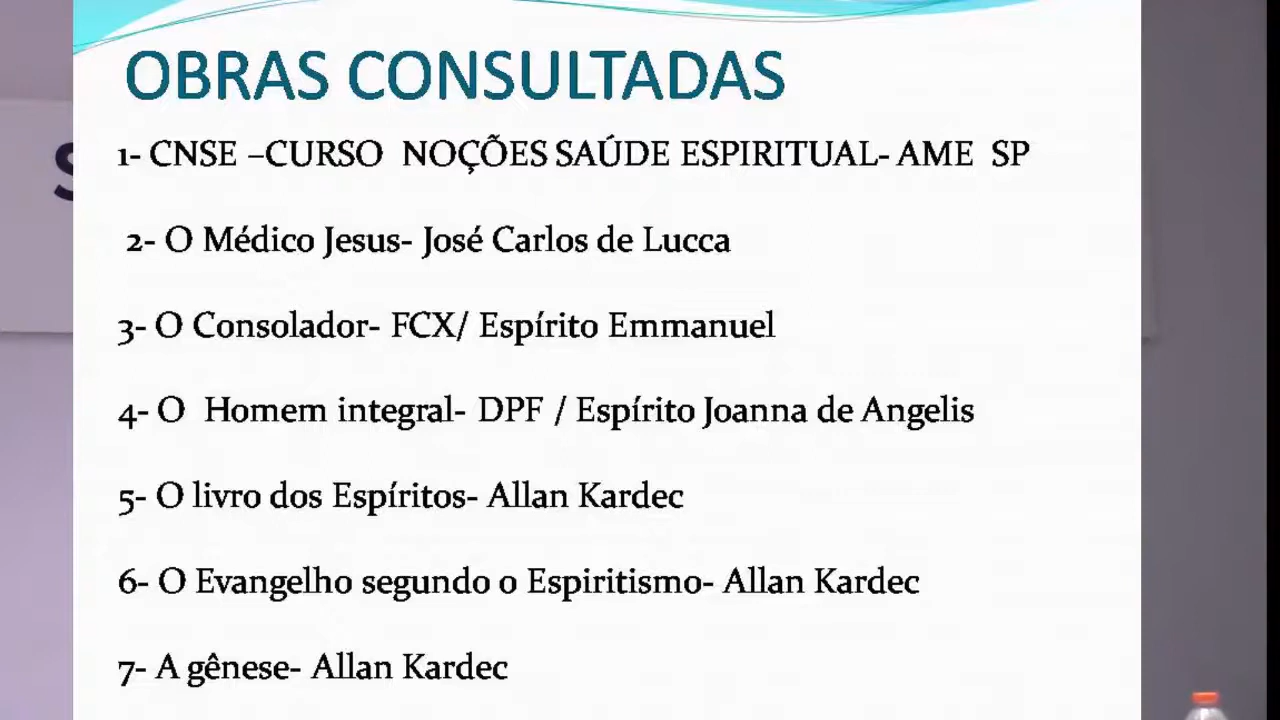 OBRAS CONSULTADAS
1- CNSE –CURSO NOÇÕES SAÚDE ESPIRITUAL- AME SP
2- O Médico Jesus- José Carlos de Lucca
3- O Consolador- FCX/ Espírito Emmanuel
4- O Homem integral- DPF / Espírito Joanna de Angelis
5- O livro dos Espíritos- Allan Kardec
6- O Evangelho segundo o Espiritismo- Allan Kardec
7- A gênese- Allan Kardec